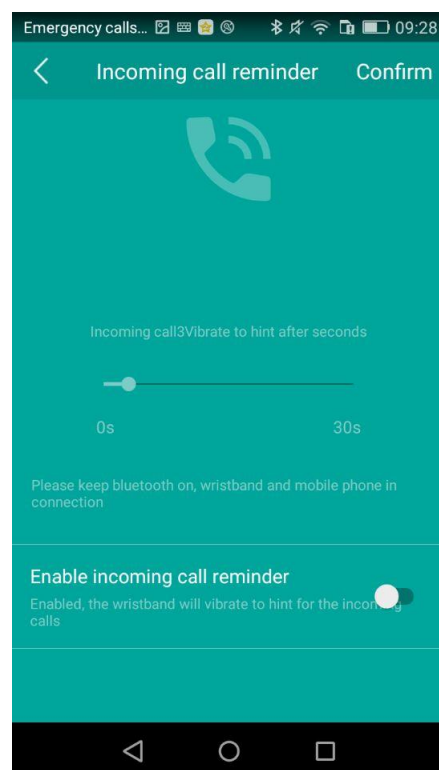 Emergency calls... 09:28
Incoming call reminder Confirm
Incoming call3Vibrate to hint after seconds
0s 30s
Please keep bluetooth on, wristband and mobile phone in
connection
Enable incoming call reminder
Enabled, the wristband will vibrate to hint for the incoming
calls